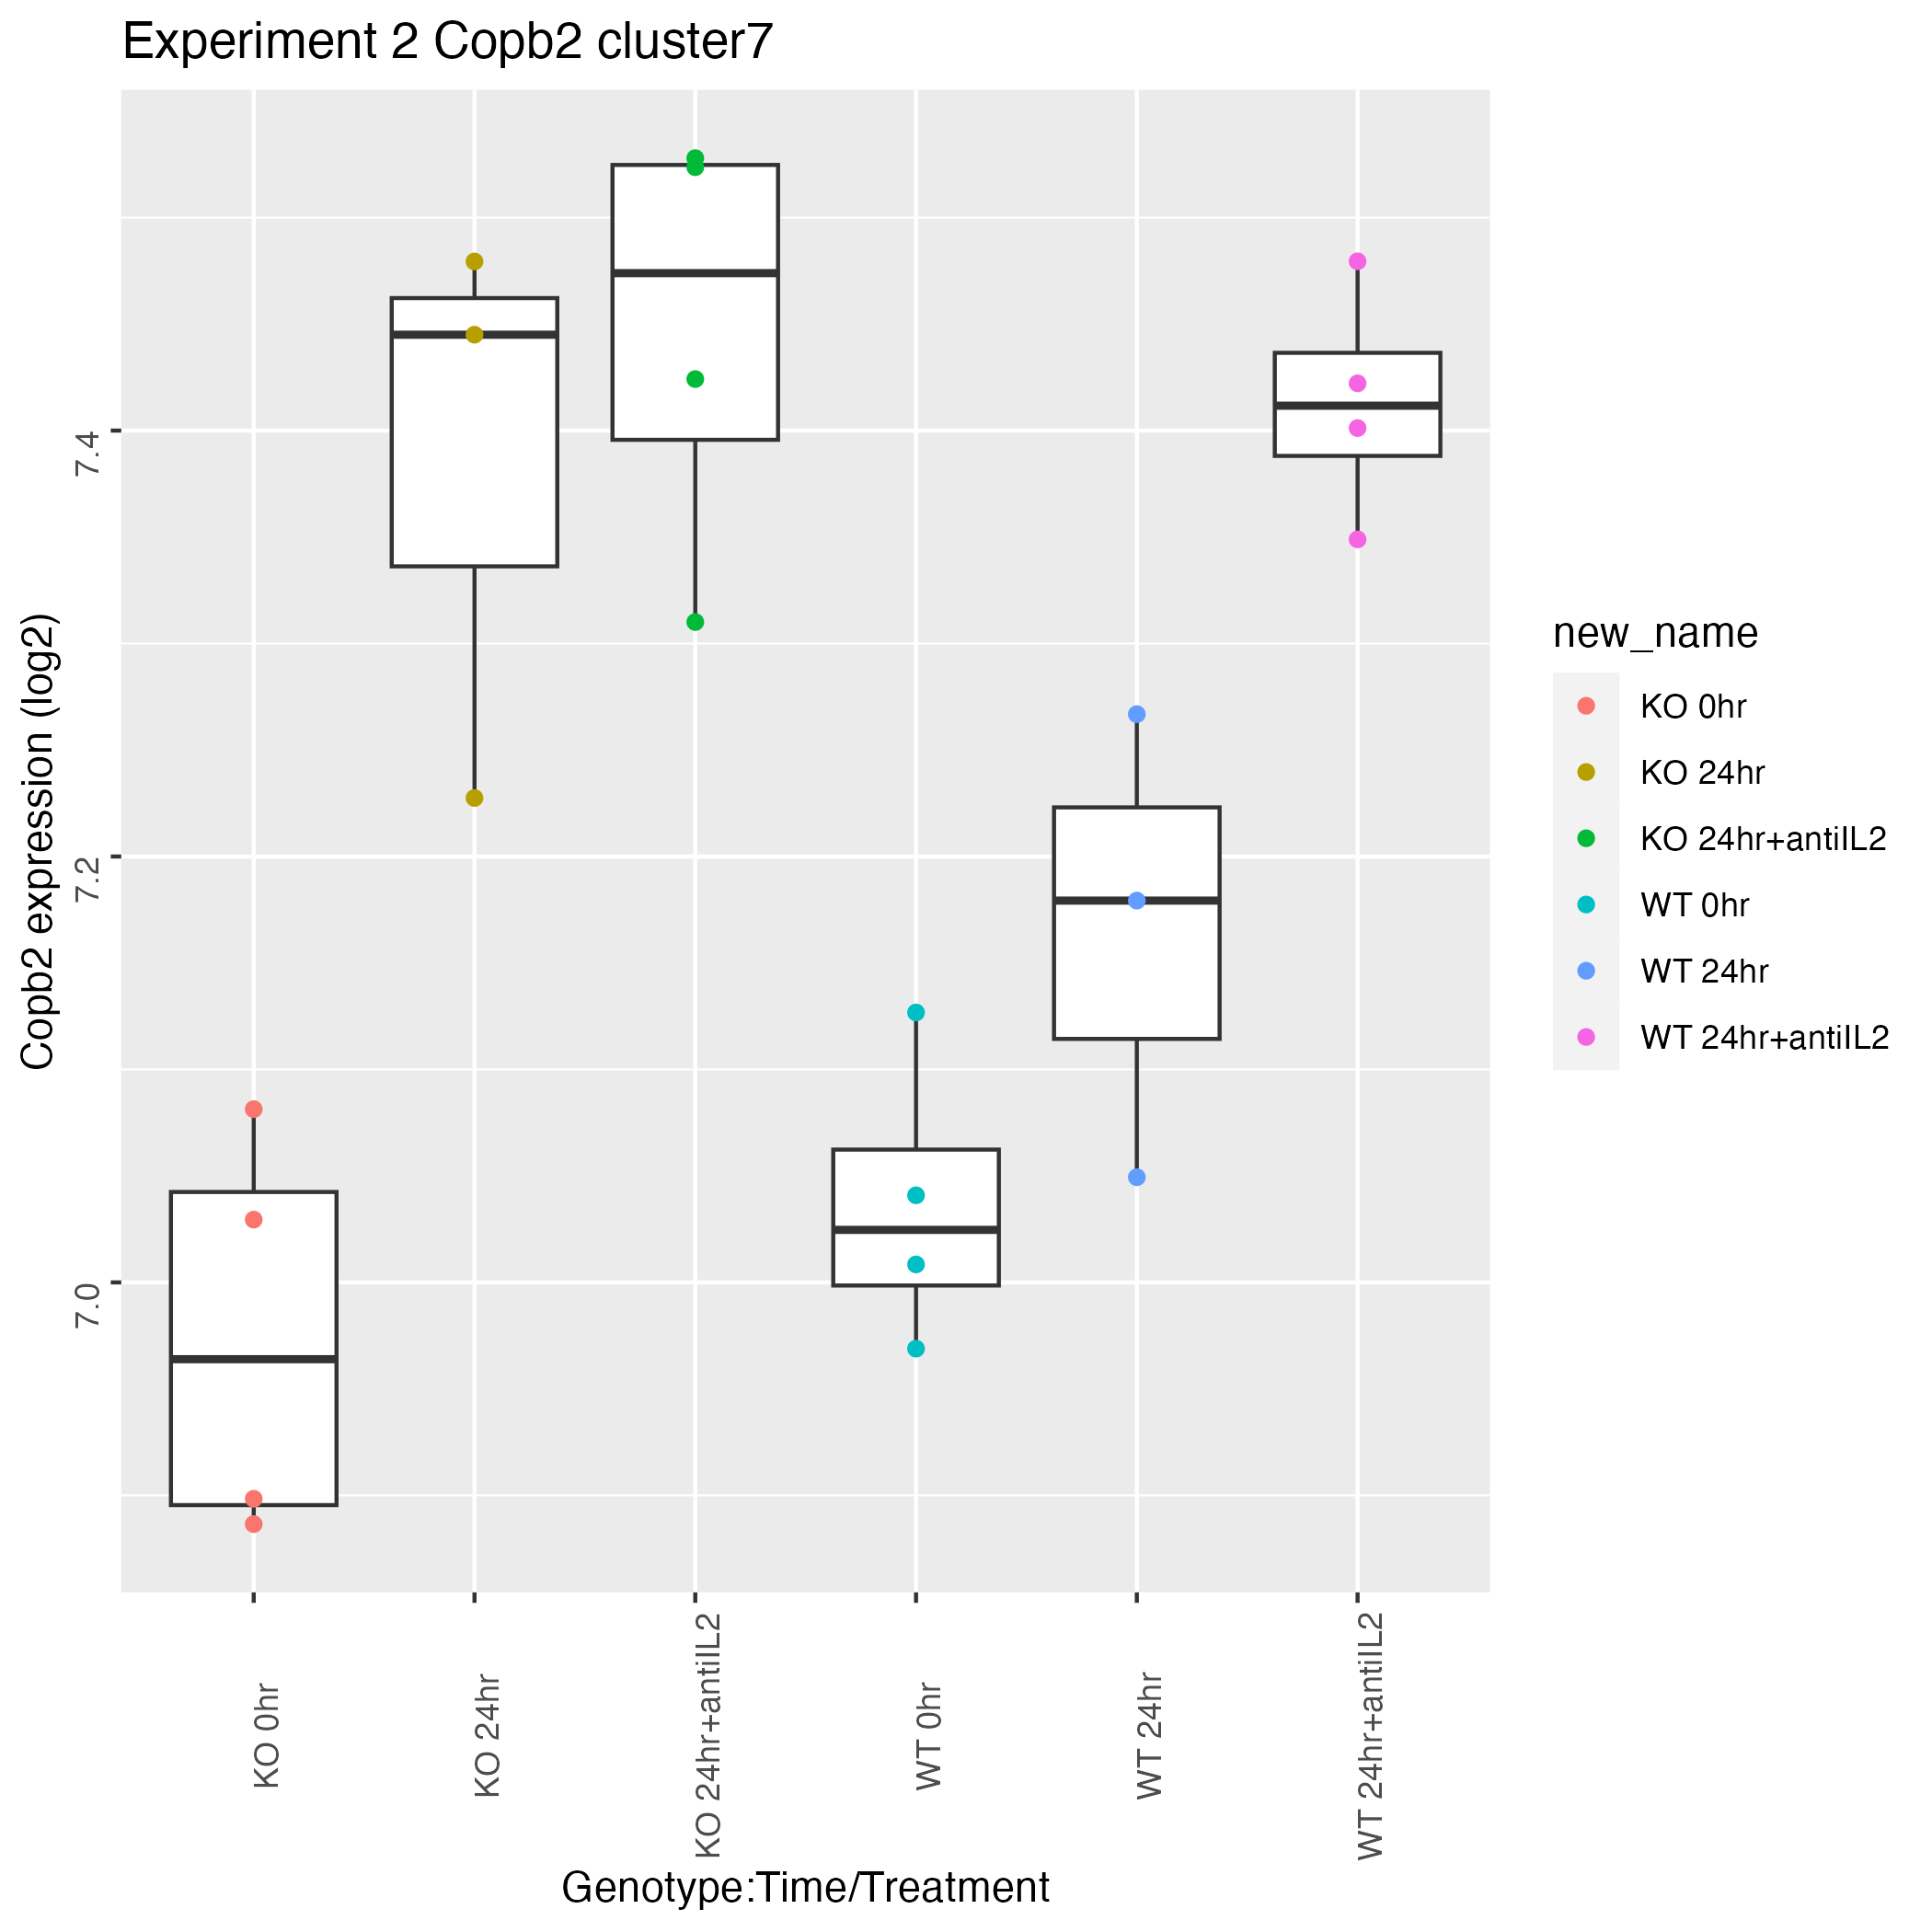 Experiment 2 Copb2 cluster7
Copb2 expression (log2)
7.4
7.2
7.0
KO 0hr
KO 24hr
KO 24hr+antiIL2
WT 0hr
WT 24hr
WT 24hr+antiIL2
Genotype:Time/Treatment
new_name
KO 0hr
KO 24hr
KO 24hr+antiIL2
WT 0hr
WT 24hr
WT 24hr+antiIL2